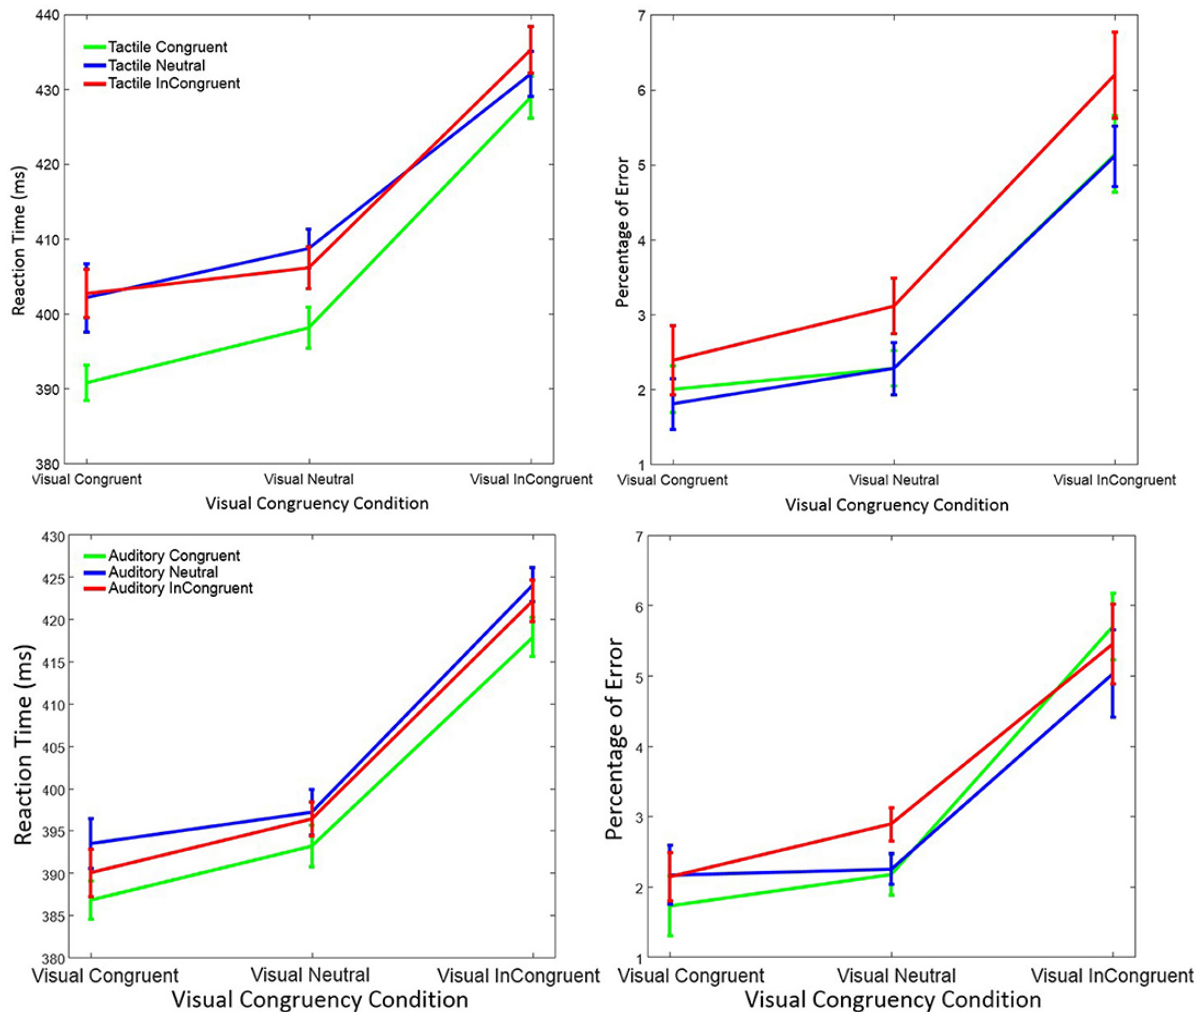 440
430
420
410
400
390
380
Reaction Time (ms)
Tactile Congruent
Tactile Neutral
Tactile InCongruent
Visual Congruent Visual Neutral Visual InCongruent
Visual Congruency Condition
7
6
5
4
3
2
1
Percentage of Error
Visual Congruent Visual Neutral Visual InCongruent
Visual Congruency Condition
430
425
420
415
410
405
400
395
390
385
380
Reaction Time (ms)
Auditory Congruent
Auditory Neutral
Auditory InCongruent
Visual Congruent Visual Neutral Visual InCongruent
Visual Congruency Condition
7
6
5
4
3
2
1
Percentage of Error
Visual Congruent Visual Neutral Visual InCongruent
Visual Congruency Condition